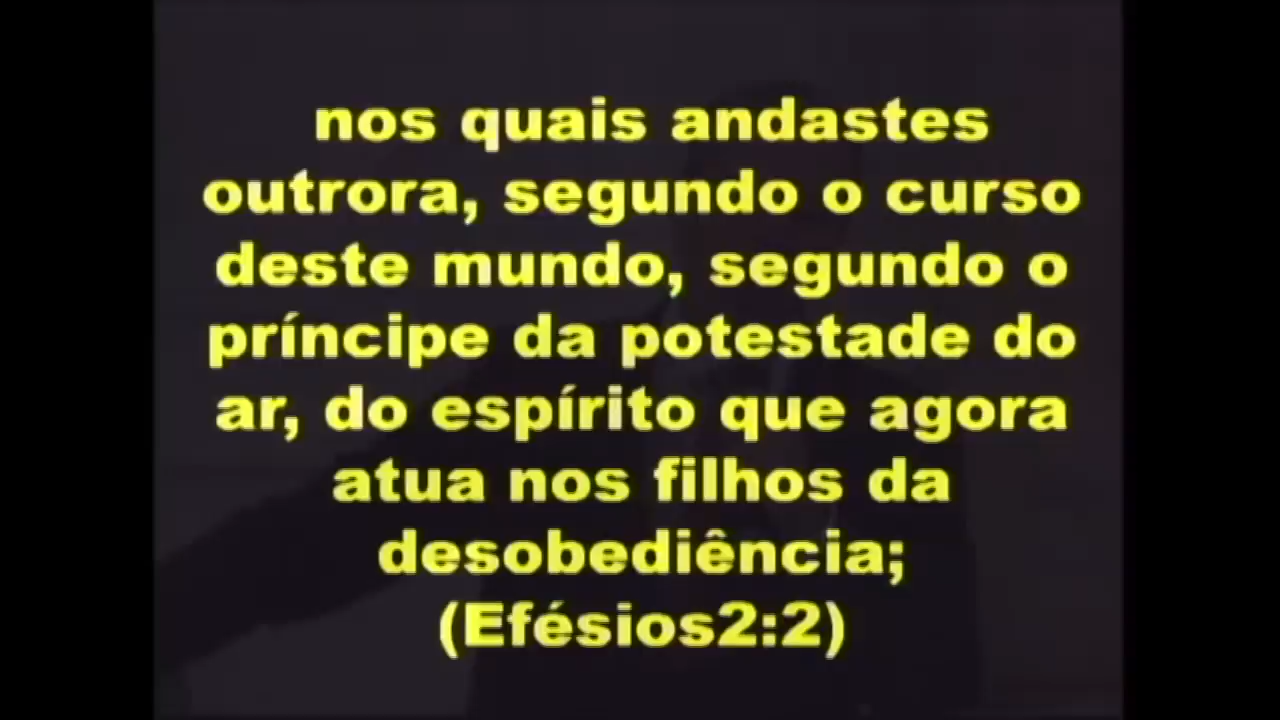 nos quais andastes
outrora, segundo o curso
deste mundo, segundo o
príncipe da potestade do
ar, do espírito que agora
atua nos filhos da
desobediência;
(Efésios2:2)